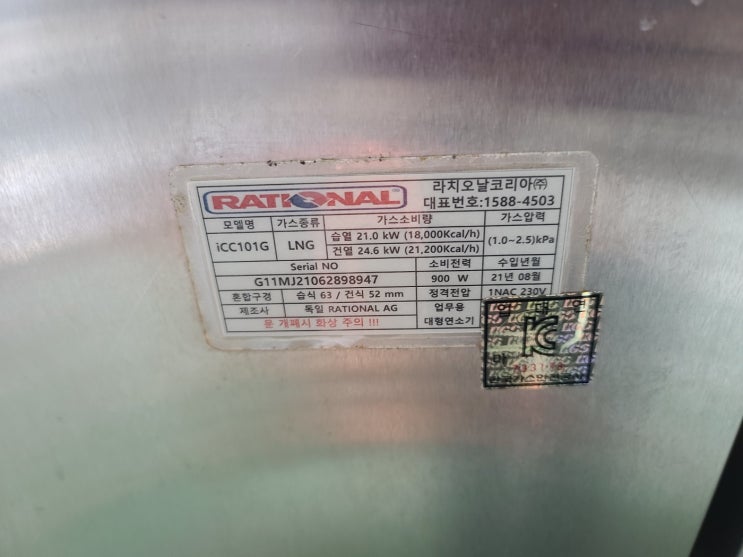 RATIONAL
라치오날코리아㈜
대표번호:1588-4503
모델명 가스종류 가스소비량 가스압력
iCC101G LNG 습열 21.0 kW (18,000Kcal/h) (1.0~2.5)kPa
건열 24.6 kW (21,200Kcal/h)
Serial NO 소비전력 수입년월
G11MJ21062898947 900 W 21년 08월
혼합구경 습식 63 / 건식 52 mm 정격전압 1NAC 230V
제조사 독일 RATIONAL AG 업무용
대형연소기
문 개폐시 화상 주의 !!!
KC